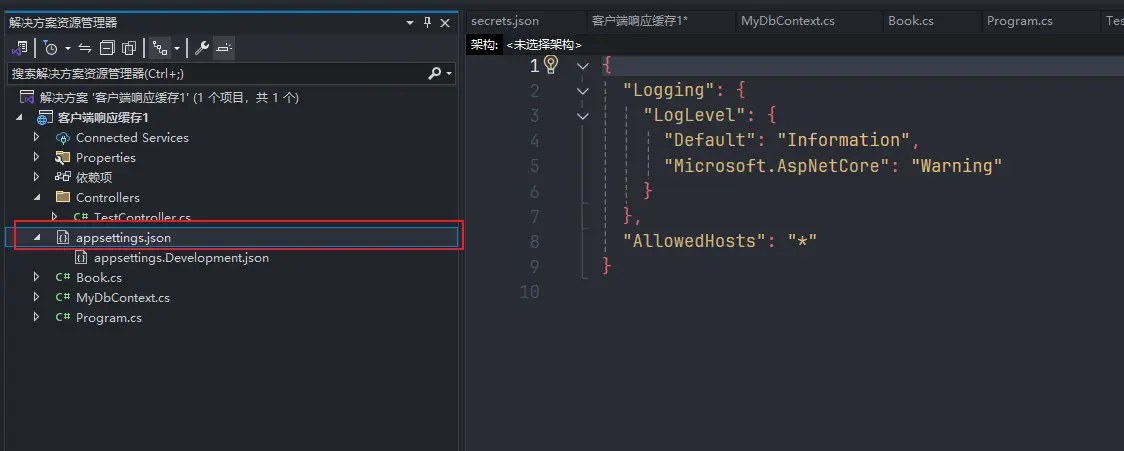 解决方案资源管理器
搜索解决方案资源管理器(Ctrl+;)
解决方案 '客户端响应缓存1' (1 个项目，共 1 个)
客户端响应缓存1
Connected Services
Properties
依赖项
Controllers
C# TestController.cs
appsettings.json
appsettings.Development.json
C# Book.cs
C# MyDbContext.cs
C# Program.cs
secrets.json 客户端响应缓存1* MyDbContext.cs Book.cs Program.cs Te
架构: <未选择架构>
1 {
2 "Logging": {
3 "LogLevel": {
4 "Default": "Information",
5 "Microsoft.AspNetCore": "Warning"
6 }
7 },
8 "AllowedHosts": "*"
9 }
10